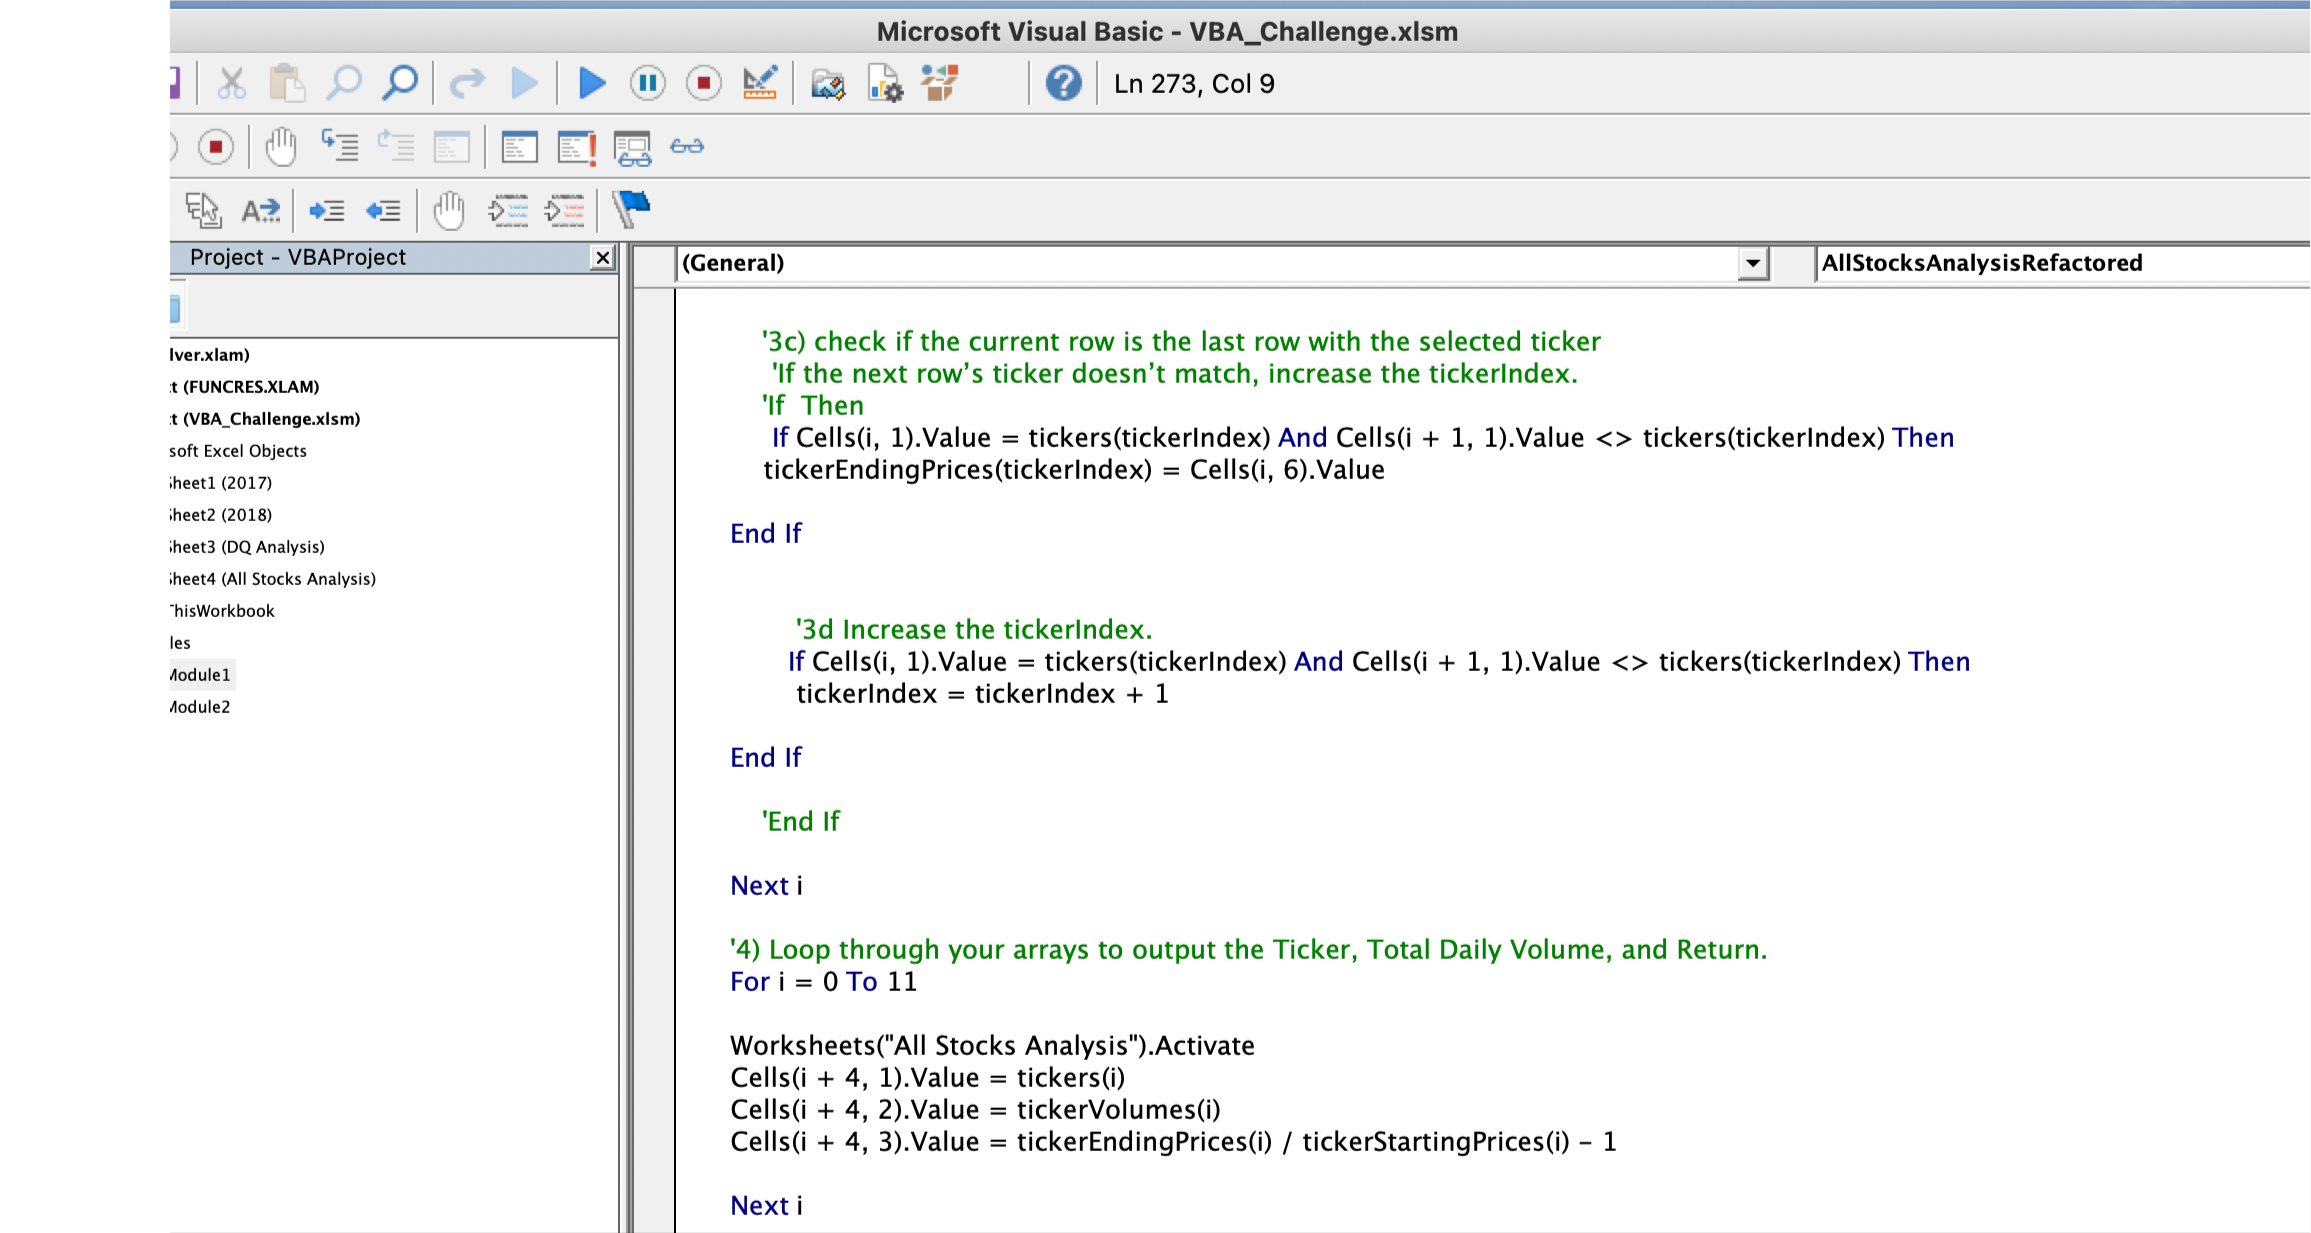 Microsoft Visual Basic - VBA_Challenge.xlsm
Ln 273, Col 9
Project - VBAProject
(General)
AllStocksAnalysisRefactored
lver.xlam)
t (FUNCRES.XLAM)
t (VBA_Challenge.xlsm)
soft Excel Objects
heet1 (2017)
heet2 (2018)
heet3 (DQ Analysis)
heet4 (All Stocks Analysis)
hisWorkbook
les
Module1
Module2
'3c) check if the current row is the last row with the selected ticker
'If the next row’s ticker doesn’t match, increase the tickerIndex.
'If  Then
If Cells(i, 1).Value = tickers(tickerIndex) And Cells(i + 1, 1).Value <> tickers(tickerIndex) Then
tickerEndingPrices(tickerIndex) = Cells(i, 6).Value
End If
'3d Increase the tickerIndex.
If Cells(i, 1).Value = tickers(tickerIndex) And Cells(i + 1, 1).Value <> tickers(tickerIndex) Then
tickerIndex = tickerIndex + 1
End If
'End If
Next i
'4) Loop through your arrays to output the Ticker, Total Daily Volume, and Return.
For i = 0 To 11
Worksheets("All Stocks Analysis").Activate
Cells(i + 4, 1).Value = tickers(i)
Cells(i + 4, 2).Value = tickerVolumes(i)
Cells(i + 4, 3).Value = tickerEndingPrices(i) / tickerStartingPrices(i) - 1
Next i